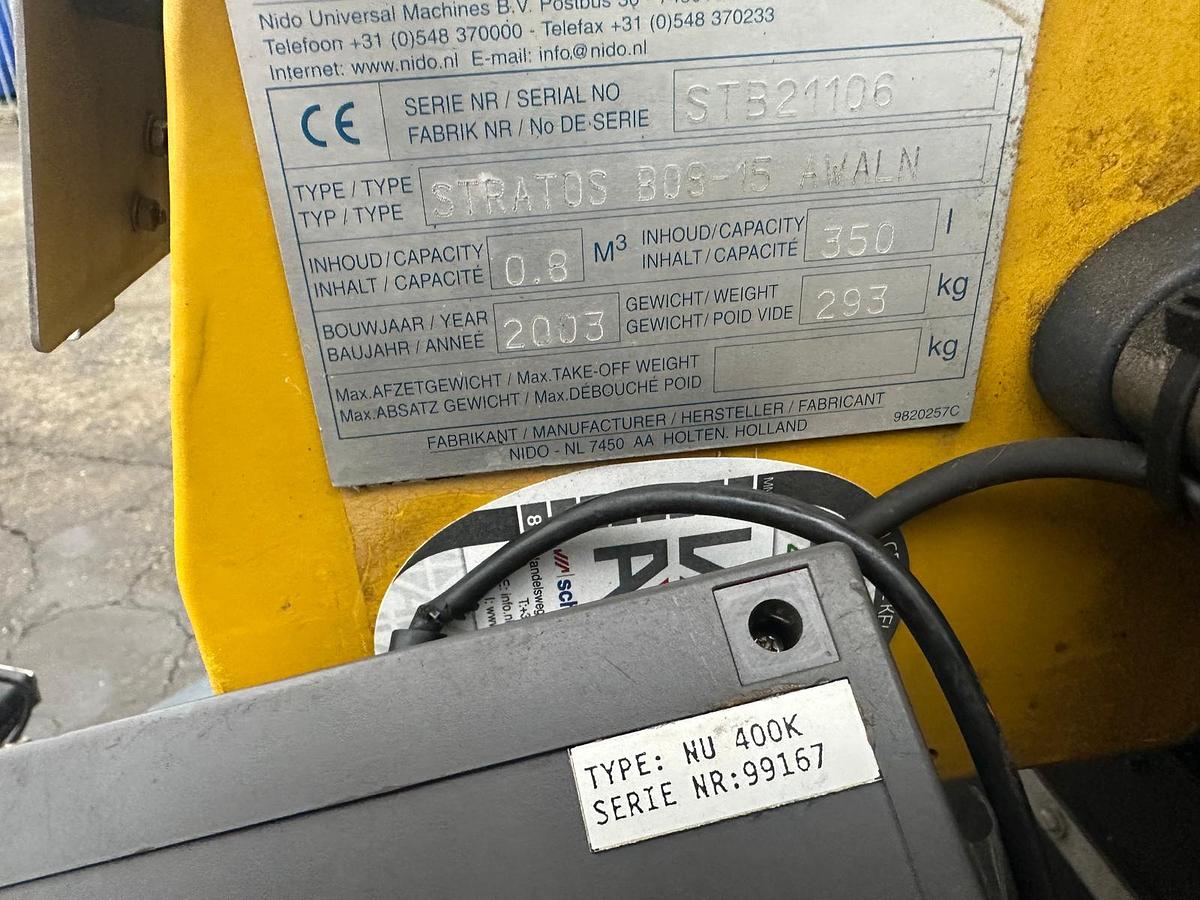 Nido Universal Machines B.V. Postbus
Telefoon +31 (0)548 370000 - Telefax +31 (0)548 370233
Internet: www.nido.nl E-mail: info@nido.nl
CE
SERIE NR / SERIAL NO
FABRIK NR / No DE SERIE
STB21106
TYPE / TYPE
TYP / TYPE
STRATOS B08-15 AWALN
INHOUD / CAPACITY
INHALT / CAPACITÉ
0.8 M3
INHOUD / CAPACITY
INHALT / CAPACITÉ
350 l
BOUWJAAR / YEAR
BAUJAHR / ANNEÉ
2003
GEWICHT / WEIGHT
GEWICHT / POID VIDE
293 kg
Max.AFZETGEWICHT / Max.TAKE-OFF WEIGHT
Max.ABSATZ GEWICHT / Max.DÉBOUCHÉ POID
kg
FABRIKANT / MANUFACTURER / HERSTELLER / FABRICANT
NIDO - NL 7450 AA HOLTEN. HOLLAND
9820257C
8
TYPE: NU 400K
SERIE NR:99167